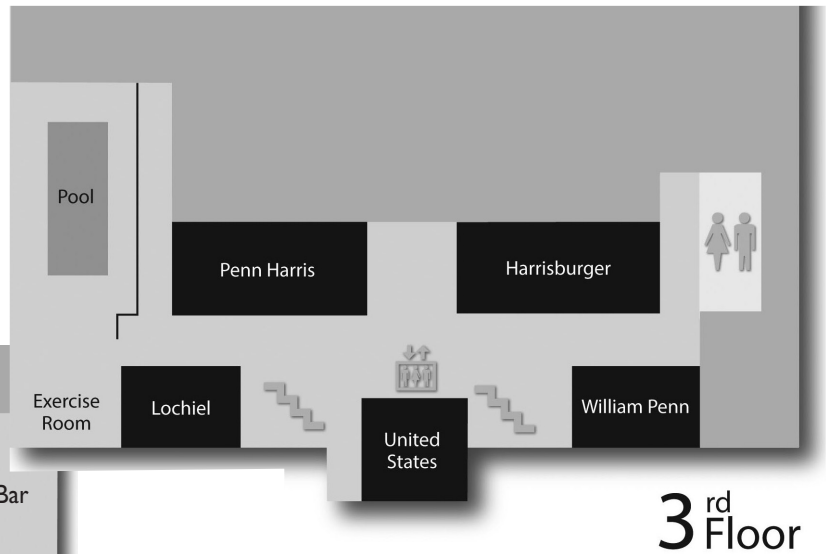 Pool
Penn Harris
Harrisburger
Exercise
Room
Lochiel
United
States
William Penn
Bar
3rd Floor